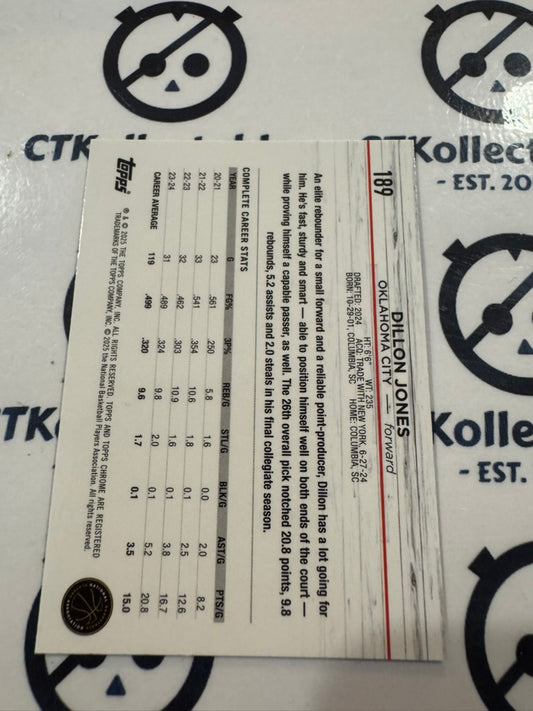 CTKollectabl
Kollect
- EST. 20
TK
Kolle
- EST.
189
DILLON JONES
OKLAHOMA CITY — forward
HT: 6'6" WT: 235
DRAFTED: 2024 ACQ: TRADE WITH NEW YORK, 6-27-24
BORN: 10-29-01, COLUMBIA, SC HOME: COLUMBIA, SC
An elite rebounder for a small forward and a reliable point-producer, Dillon has a lot going for
him. He's fast, sturdy and smart — able to position himself well on both ends of the court —
while proving himself a capable passer, as well. The 26th overall pick notched 20.8 points, 9.8
rebounds, 5.2 assists and 2.0 steals in his final collegiate season.
COMPLETE CAREER STATS
YEAR G FG% 3P% REB/G STL/G BLK/G AST/G PTS/G
20-21 23 .561 .250 5.8 1.6 0.0 2.0 8.2
21-22 33 .541 .354 10.6 1.8 0.1 2.5 12.6
22-23 32 .462 .303 10.9 1.6 0.1 3.8 16.7
23-24 31 .489 .324 9.8 2.0 0.1 5.2 20.8
CAREER AVERAGE 119 .499 .320 9.6 1.7 0.1 3.5 15.0
topps
® & © 2025 THE TOPPS COMPANY, INC. ALL RIGHTS RESERVED. TOPPS AND TOPPS CHROME ARE REGISTERED
TRADEMARKS OF THE TOPPS COMPANY, INC. © 2025 the National Basketball Players Association. All rights reserved.